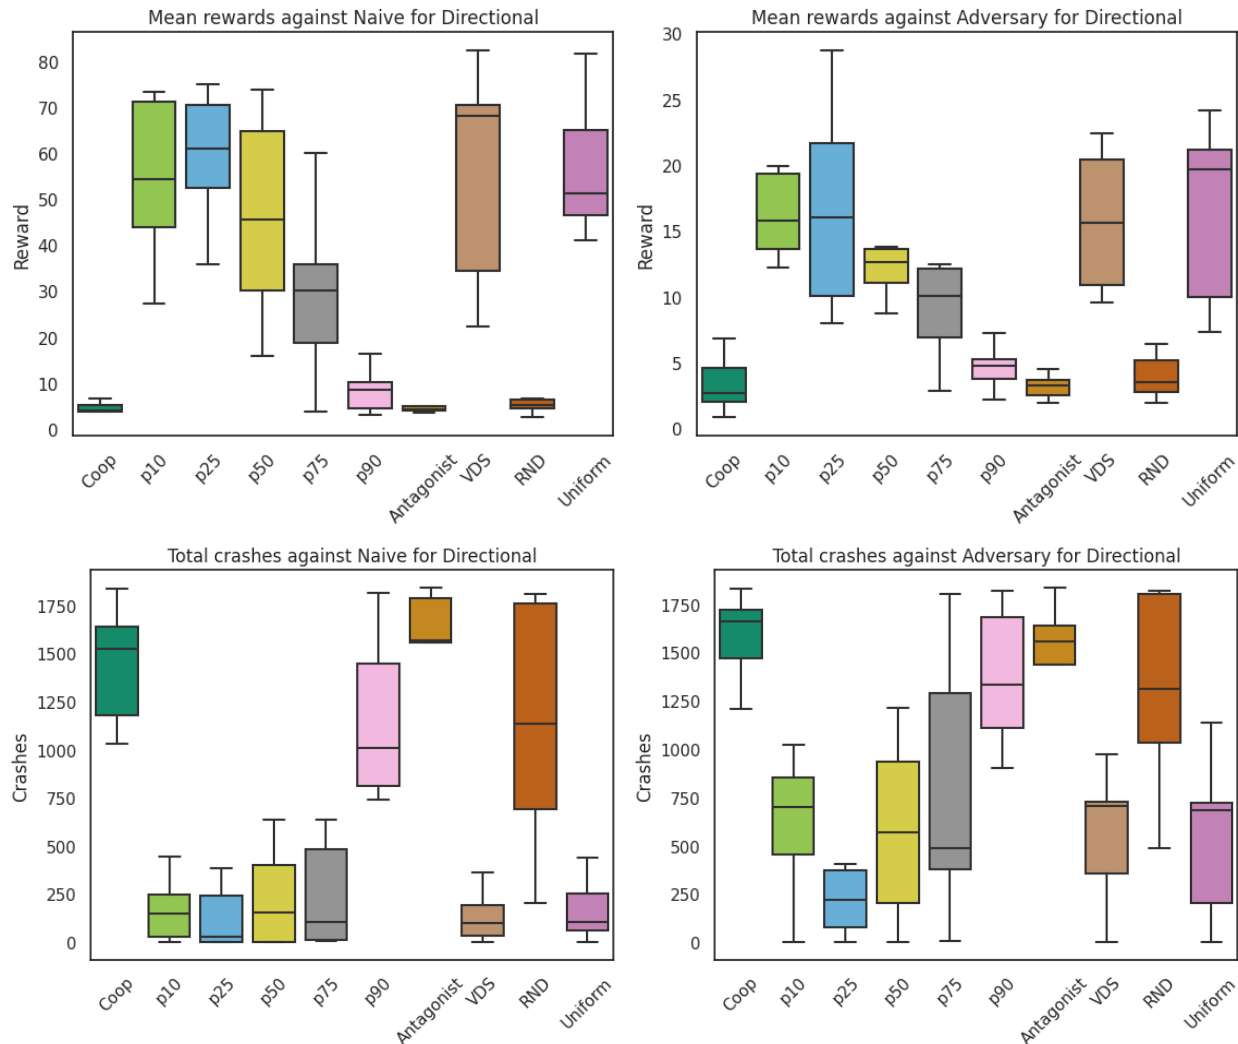 Mean rewards against Naive for Directional
80
70
60
50
40
30
20
10
0
Reward
Coop
p10
p25
p50
p75
p90
Antagonist
VDS
RND
Uniform
Mean rewards against Adversary for Directional
30
25
20
15
10
5
0
Reward
Coop
p10
p25
p50
p75
p90
Antagonist
VDS
RND
Uniform
Total crashes against Naive for Directional
1750
1500
1250
1000
750
500
250
0
Crashes
Coop
p10
p25
p50
p75
p90
Antagonist
VDS
RND
Uniform
Total crashes against Adversary for Directional
1750
1500
1250
1000
750
500
250
0
Crashes
Coop
p10
p25
p50
p75
p90
Antagonist
VDS
RND
Uniform